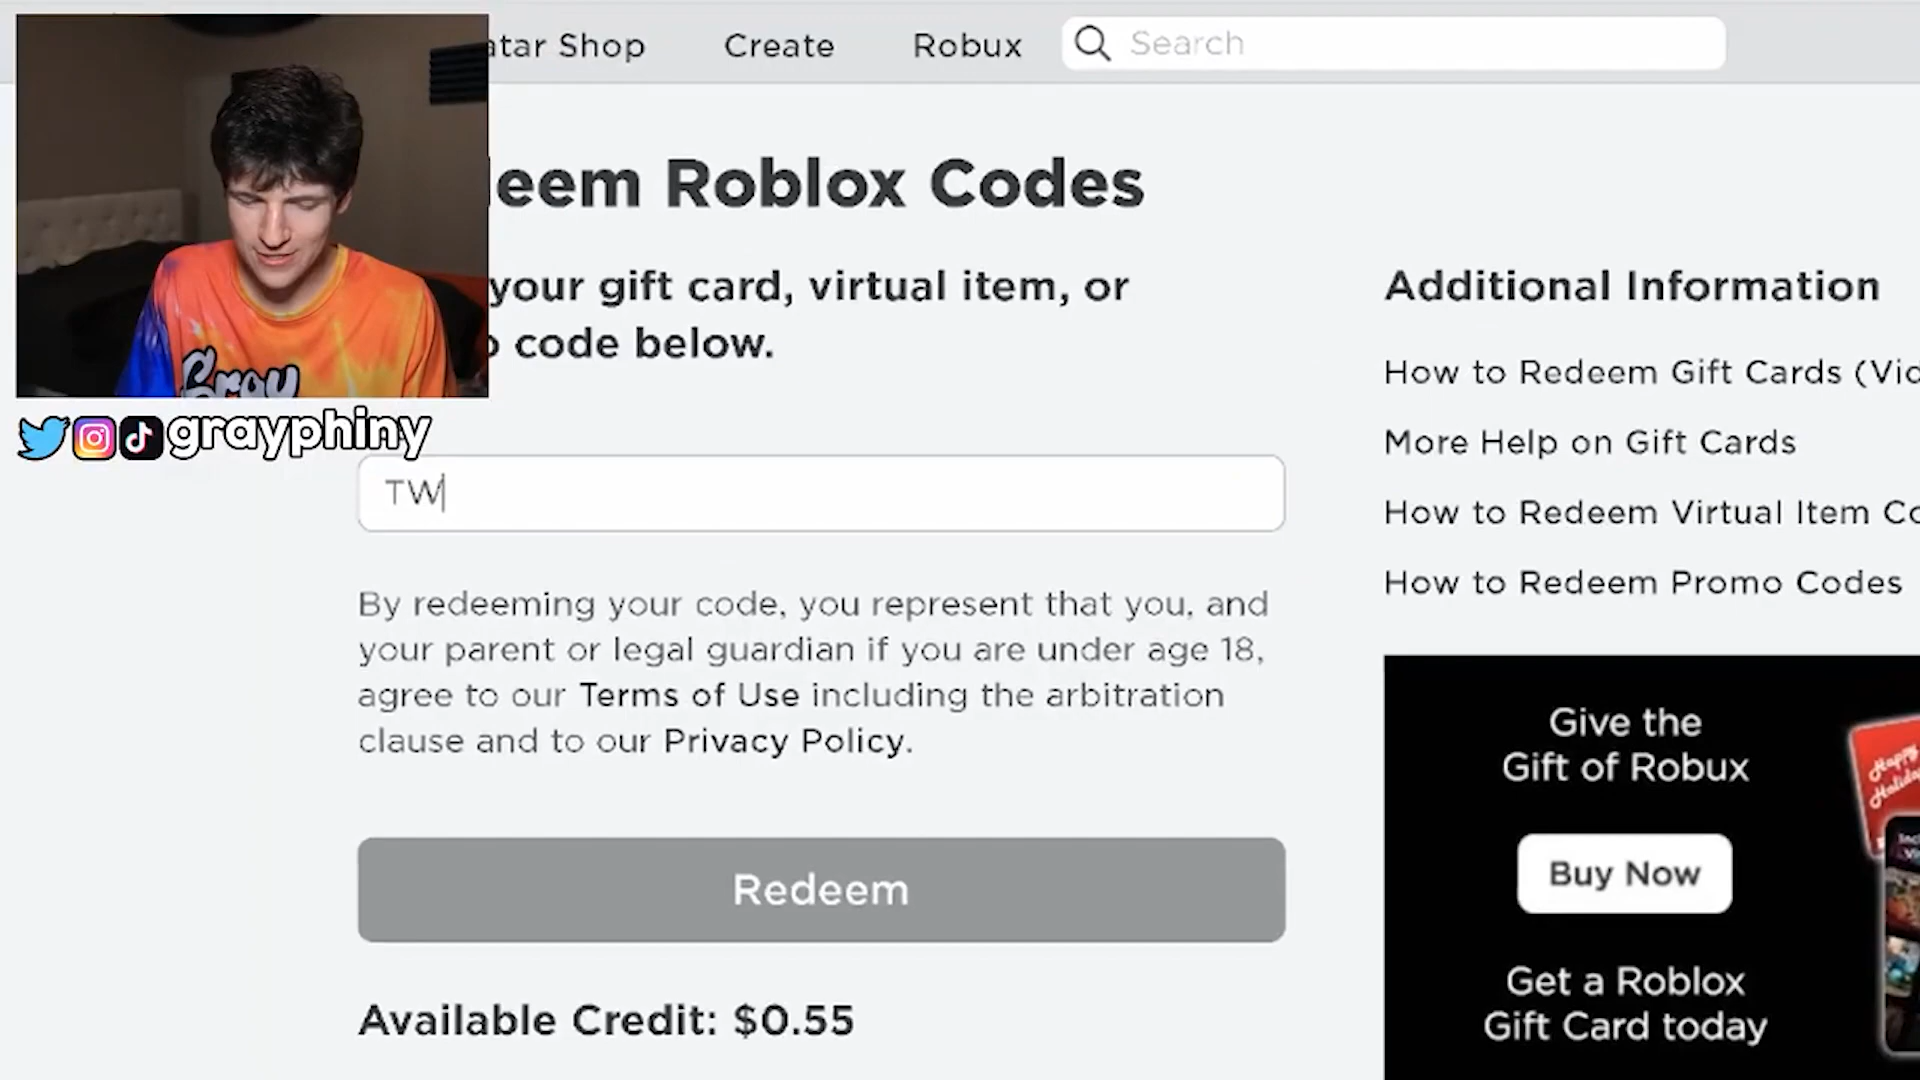 atar Shop
Create
Robux
Search
eem Roblox Codes
your gift card, virtual item, or
code below.
Gray
grayphiny
TW
By redeeming your code, you represent that you, and
your parent or legal guardian if you are under age 18,
agree to our Terms of Use including the arbitration
clause and to our Privacy Policy.
Redeem
Available Credit: $0.55
Additional Information
How to Redeem Gift Cards (Vid
More Help on Gift Cards
How to Redeem Virtual Item Co
How to Redeem Promo Codes
Give the
Gift of Robux
Buy Now
Get a Roblox
Gift Card today
Happy